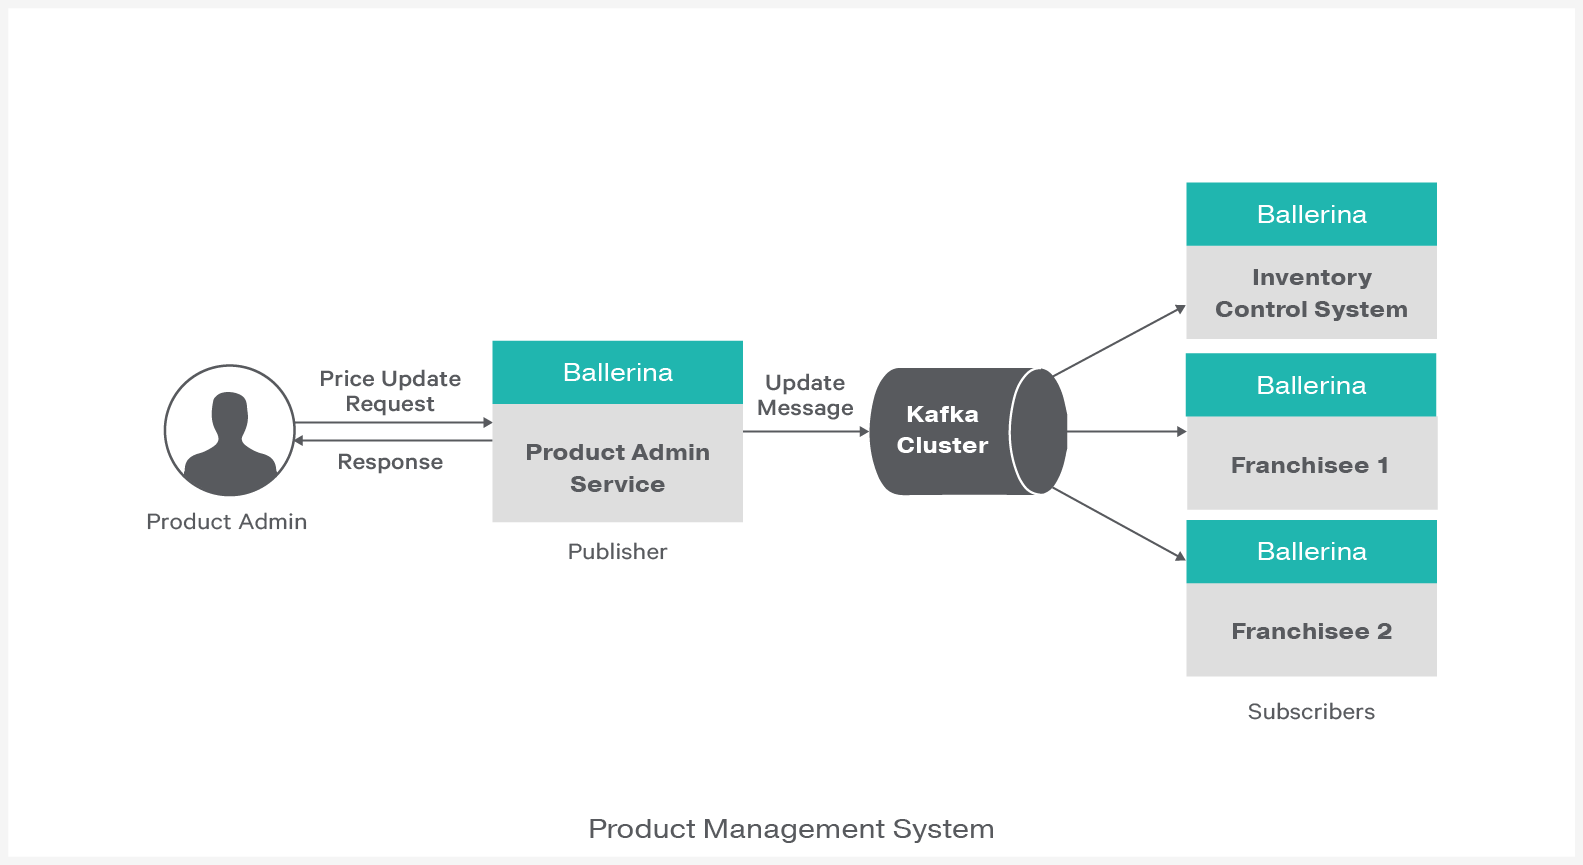 Price Update
Request
Response
Product Admin
Ballerina
Product Admin
Service
Publisher
Update
Message
Kafka
Cluster
Ballerina
Inventory
Control System
Ballerina
Franchisee 1
Ballerina
Franchisee 2
Subscribers
Product Management System